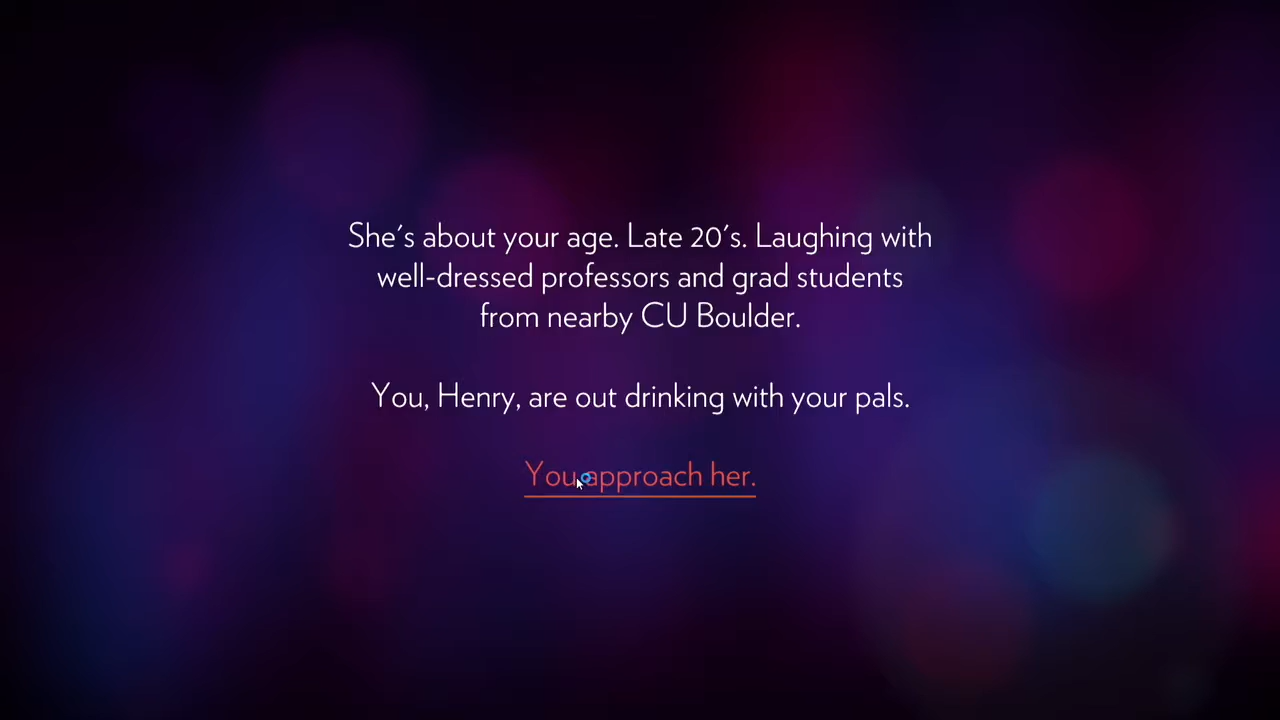 She's about your age. Late 20's. Laughing with
well-dressed professors and grad students
from nearby CU Boulder.
You, Henry, are out drinking with your pals.
You approach her.